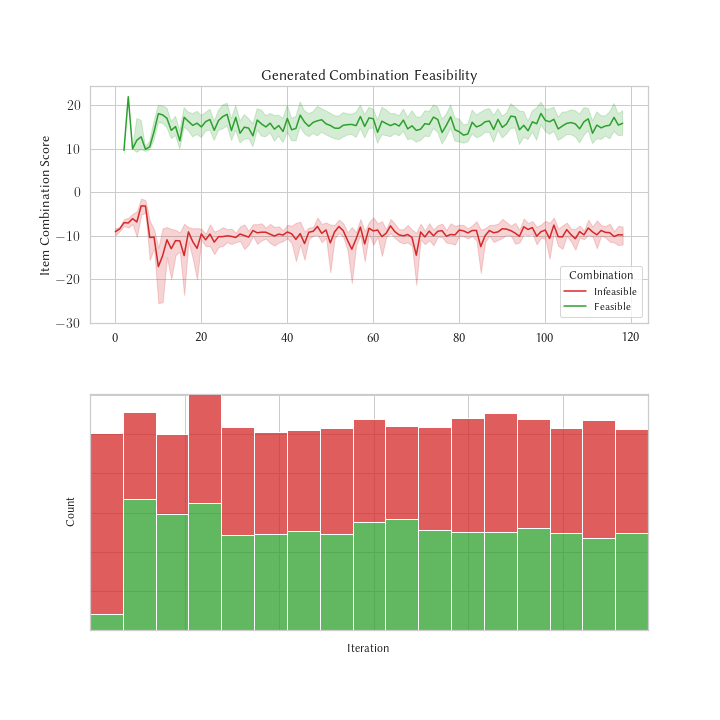 Generated Combination Feasibility
Item Combination Score
20
10
0
−10
−20
−30
0
20
40
60
80
100
120
Combination
Infeasible
Feasible
Count
Iteration